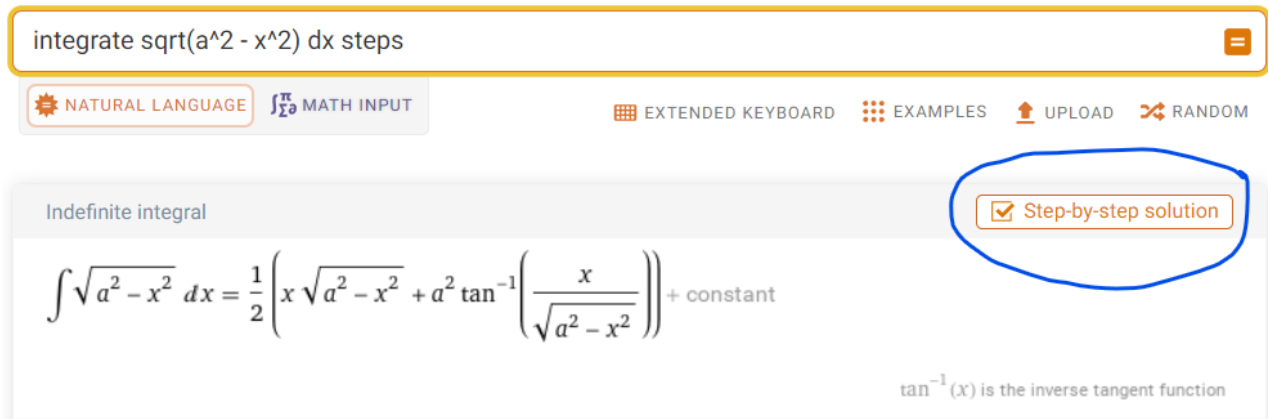 integrate sqrt(a^2 - x^2) dx steps
=
NATURAL LANGUAGE ∫Σ∂π MATH INPUT EXTENDED KEYBOARD EXAMPLES UPLOAD RANDOM
Indefinite integral Step-by-step solution
∫√(a² − x²) dx = 1/2 (x √(a² − x²) + a² tan⁻¹(x/√(a² − x²))) + constant
tan⁻¹(x) is the inverse tangent function